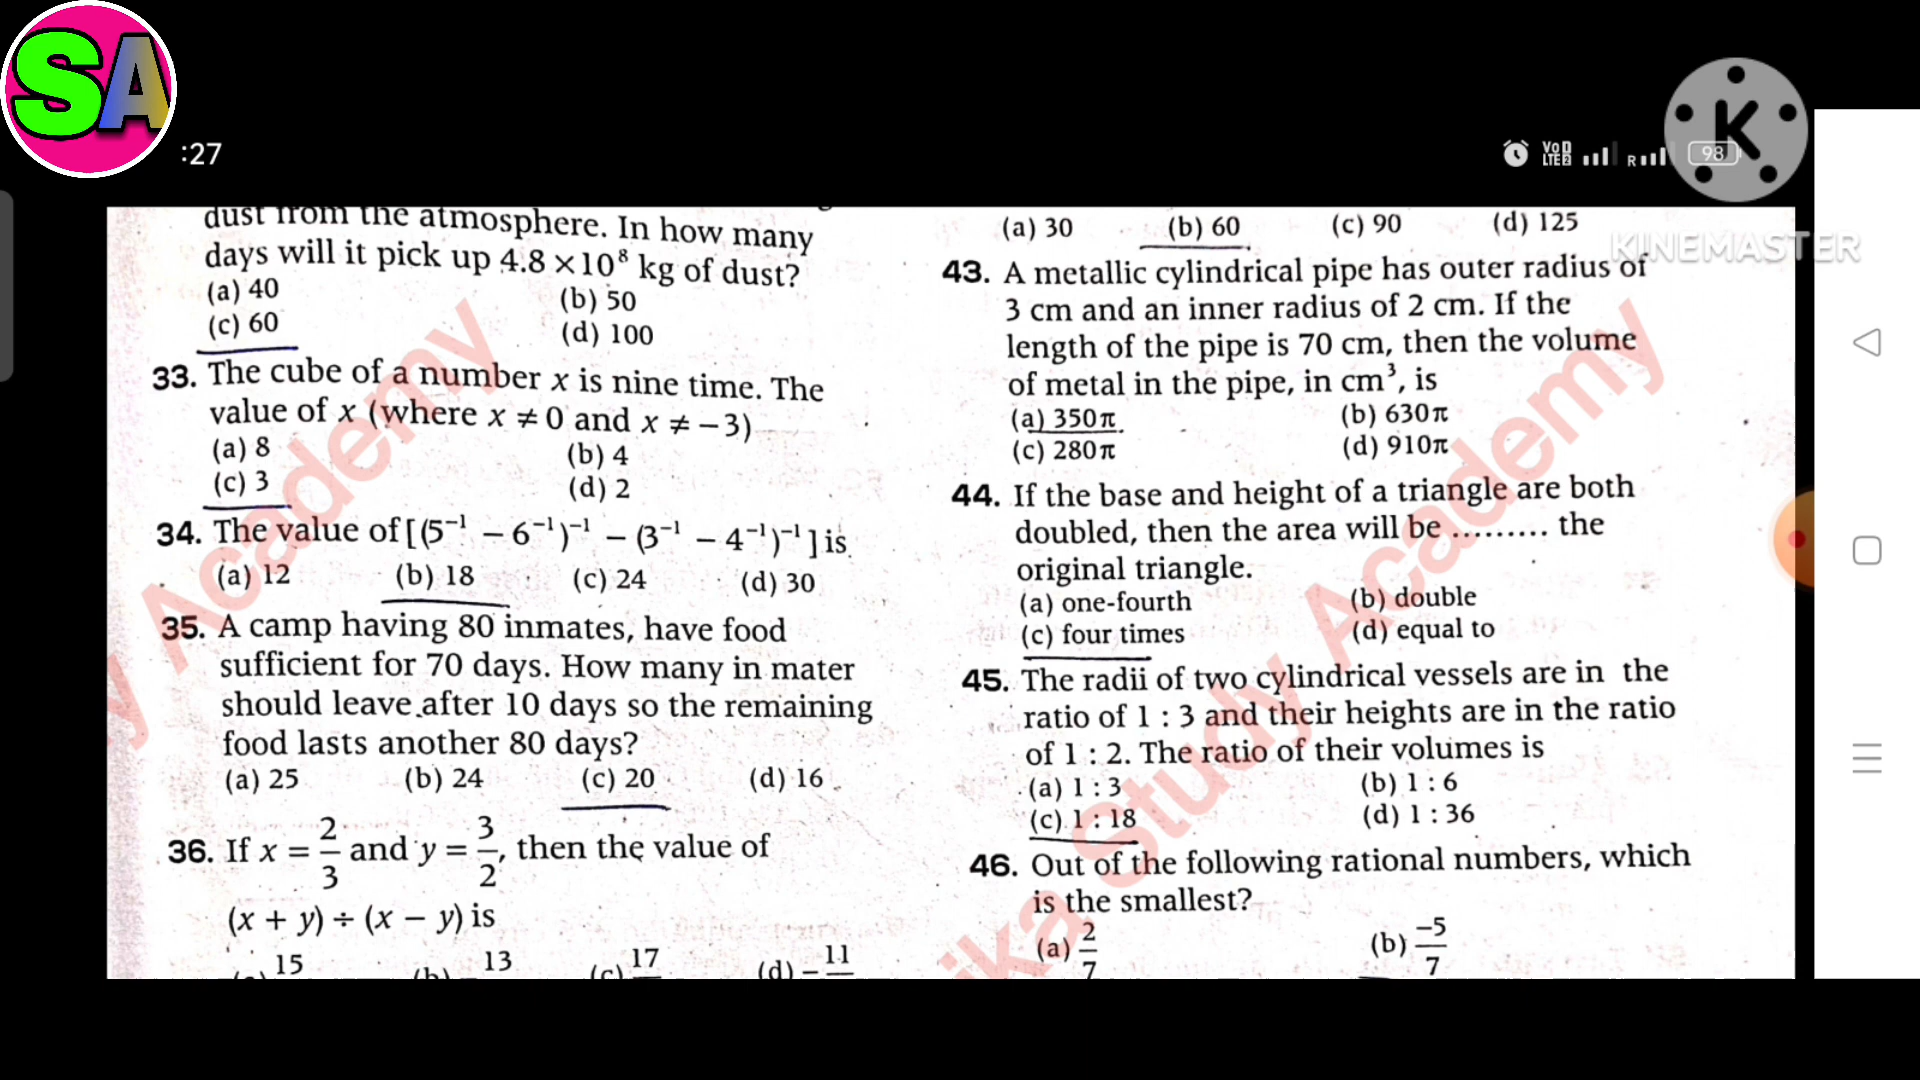 SA
:27
VoD LTE2
R
98
K
KINEMASTER
dust from the atmosphere. In how many
days will it pick up 4.8 ×10⁸ kg of dust?
(a) 40 (b) 50
(c) 60 (d) 100
33. The cube of a number x is nine time. The
value of x (where x ≠ 0 and x ≠ – 3)
(a) 8 (b) 4
(c) 3 (d) 2
34. The value of [(5⁻¹ – 6⁻¹)⁻¹ – (3⁻¹ – 4⁻¹)⁻¹ ] is
(a) 12 (b) 18 (c) 24 (d) 30
35. A camp having 80 inmates, have food
sufficient for 70 days. How many in mater
should leave after 10 days so the remaining
food lasts another 80 days?
(a) 25 (b) 24 (c) 20 (d) 16
36. If x = 2/3 and y = 3/2, then the value of
(x + y) ÷ (x – y) is
15 (b) 13 (c) 17 (d) – 11
(a) 30 (b) 60 (c) 90 (d) 125
43. A metallic cylindrical pipe has outer radius of
3 cm and an inner radius of 2 cm. If the
length of the pipe is 70 cm, then the volume
of metal in the pipe, in cm³, is
(a) 350π (b) 630π
(c) 280π (d) 910π
44. If the base and height of a triangle are both
doubled, then the area will be ......... the
original triangle.
(a) one-fourth (b) double
(c) four times (d) equal to
45. The radii of two cylindrical vessels are in the
ratio of 1 : 3 and their heights are in the ratio
of 1 : 2. The ratio of their volumes is
(a) 1 : 3 (b) 1 : 6
(c) 1 : 18 (d) 1 : 36
46. Out of the following rational numbers, which
is the smallest?
(a) 2/7 (b) –5/7
y Academy
ika Study Academy